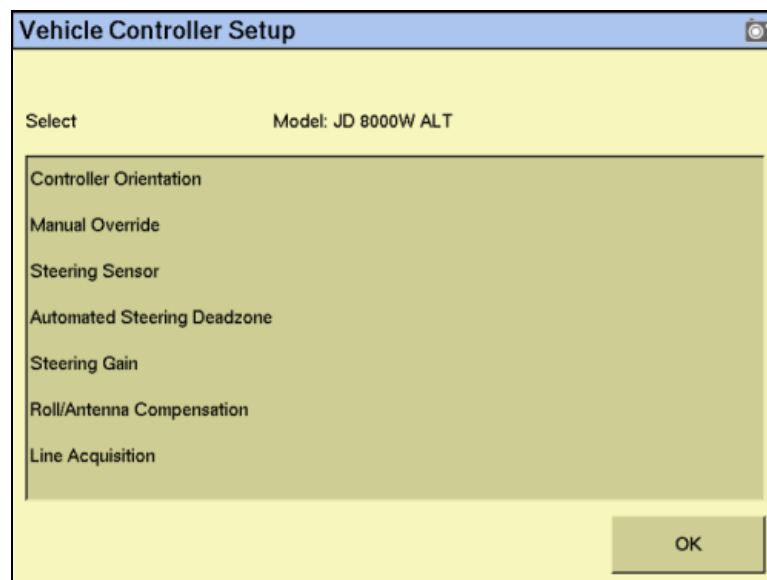 Vehicle Controller Setup
Select Model: JD 8000W ALT
Controller Orientation
Manual Override
Steering Sensor
Automated Steering Deadzone
Steering Gain
Roll/Antenna Compensation
Line Acquisition
OK